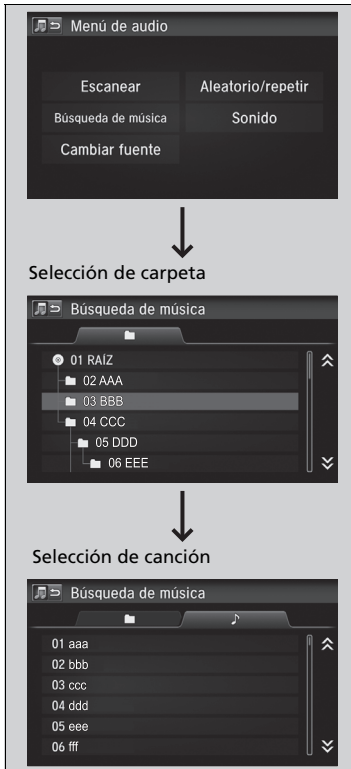 Menú de audio
Escanear
Aleatorio/repetir
Búsqueda de música
Sonido
Cambiar fuente
Selección de carpeta
Búsqueda de música
01 RAÍZ
02 AAA
03 BBB
04 CCC
05 DDD
06 EEE
Selección de canción
Búsqueda de música
01 aaa
02 bbb
03 ccc
04 ddd
05 eee
06 fff